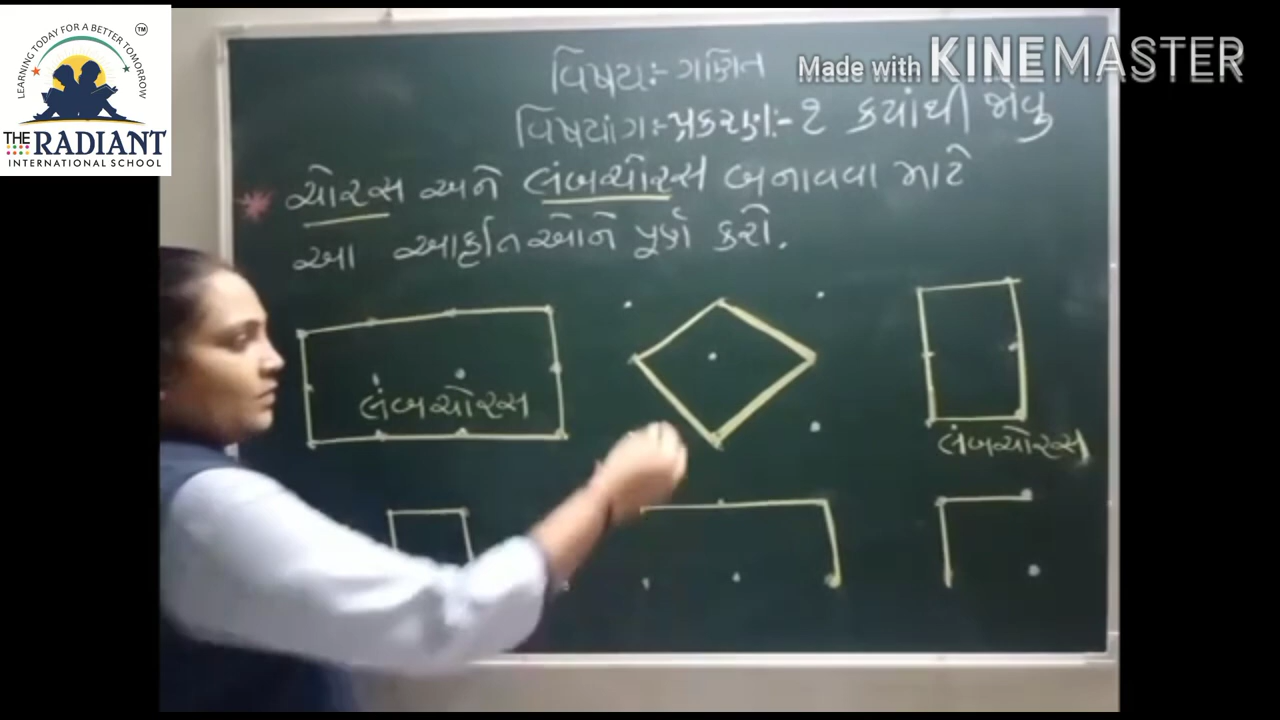 LEARNING TODAY FOR A BETTER TOMORROW
TM
THE RADIANT
INTERNATIONAL SCHOOL
Made with KINEMASTER
વિષય:- ગણિત
વિષયાંગ:- પ્રકરણ:- ૨ કયાંથી જોવુ
* ચોરસ અને લંબચોરસ બનાવવા માટે
આ આકૃતિઓને પૂર્ણ કરો.
લંબચોરસ
લંબચોરસ